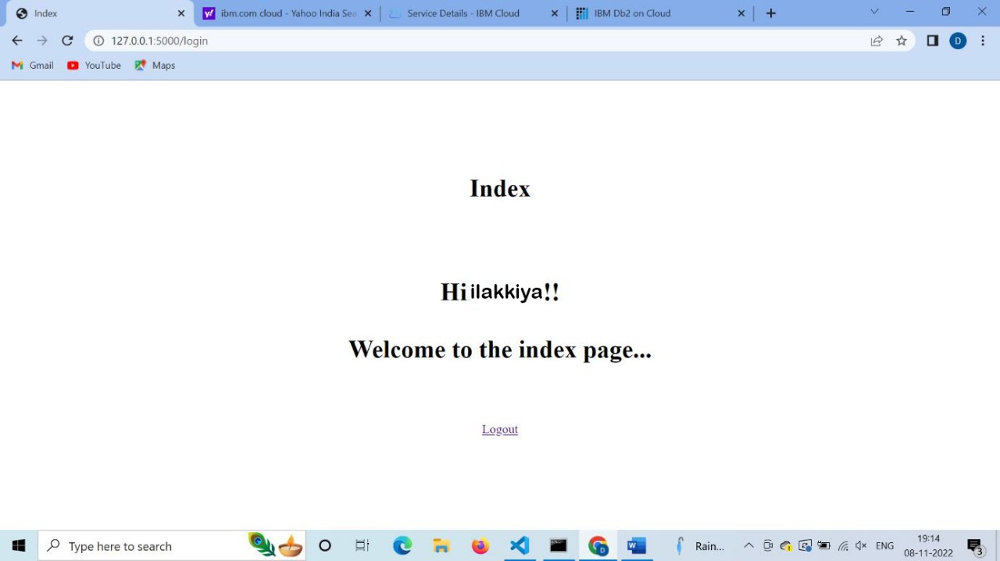 Index
ibm.com cloud - Yahoo India Sea
Service Details - IBM Cloud
IBM Db2 on Cloud
127.0.0.1:5000/login
D
Gmail
YouTube
Maps
Index
Hi ilakkiya!!
Welcome to the index page...
Logout
Type here to search
Rain...
ENG
19:14
08-11-2022
3